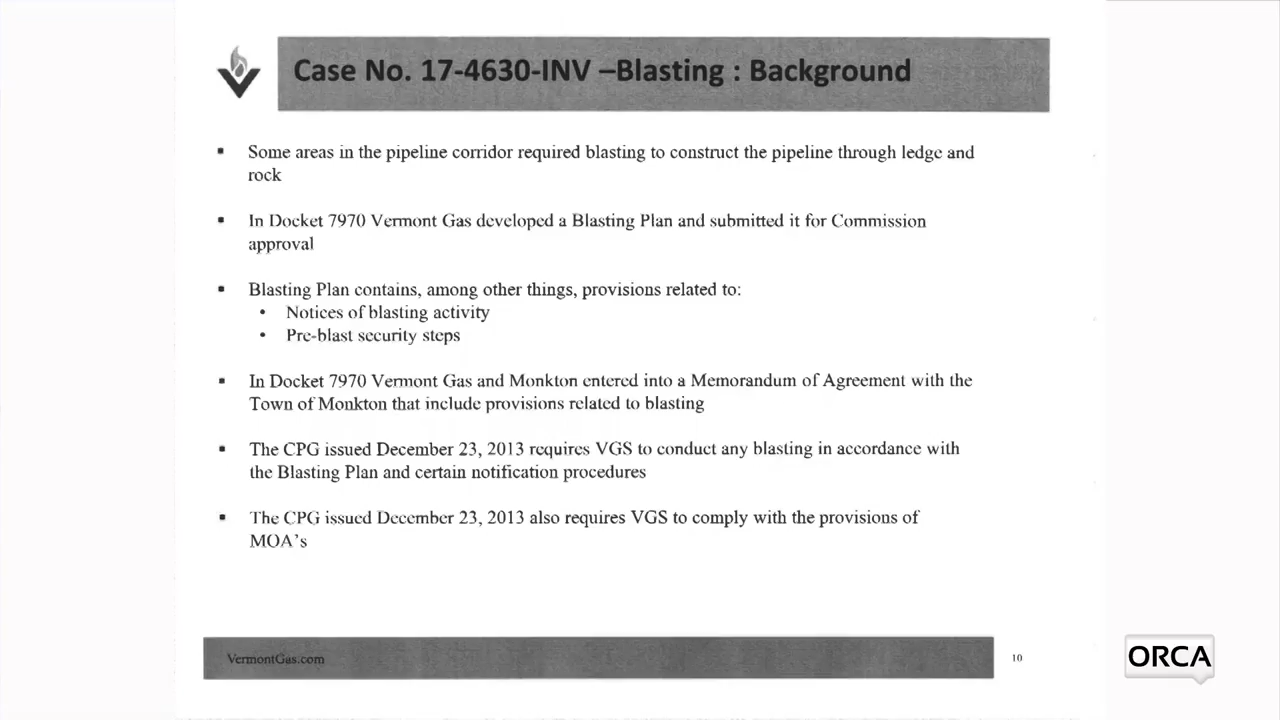 Case No. 17-4630-INV –Blasting : Background
▪ Some areas in the pipeline corridor required blasting to construct the pipeline through ledge and
rock
▪ In Docket 7970 Vermont Gas developed a Blasting Plan and submitted it for Commission
approval
▪ Blasting Plan contains, among other things, provisions related to:
• Notices of blasting activity
• Pre-blast security steps
▪ In Docket 7970 Vermont Gas and Monkton entered into a Memorandum of Agreement with the
Town of Monkton that include provisions related to blasting
▪ The CPG issued December 23, 2013 requires VGS to conduct any blasting in accordance with
the Blasting Plan and certain notification procedures
▪ The CPG issued December 23, 2013 also requires VGS to comply with the provisions of
MOA’s
VermontGas.com
10
ORCA